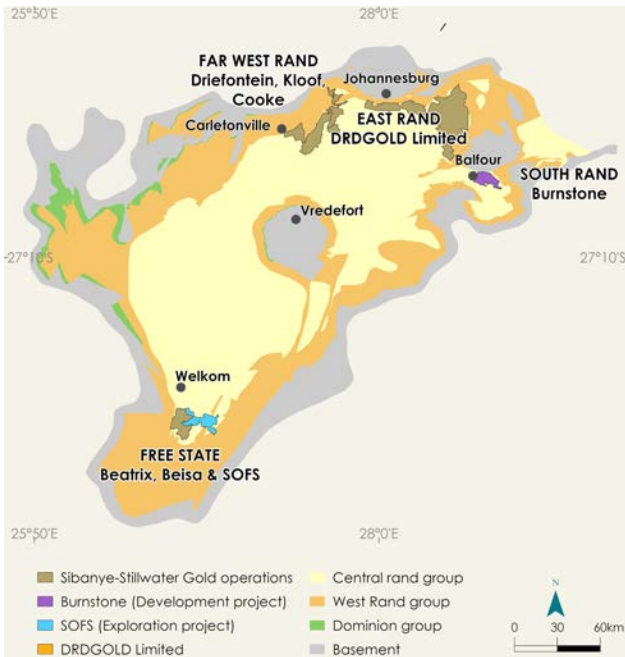 25°50'E
28°0'E
FAR WEST RAND
Driefontein, Kloof,
Cooke
Johannesburg
Carletonville
EAST RAND
DRDGOLD Limited
Balfour
SOUTH RAND
Burnstone
Vredefort
27°10'S
27°10'S
Welkom
FREE STATE
Beatrix, Beisa & SOFS
25°50'E
28°0'E
Sibanye-Stillwater Gold operations
Burnstone (Development project)
SOFS (Exploration project)
DRDGOLD Limited
Central rand group
West Rand group
Dominion group
Basement
N
0 30 60km